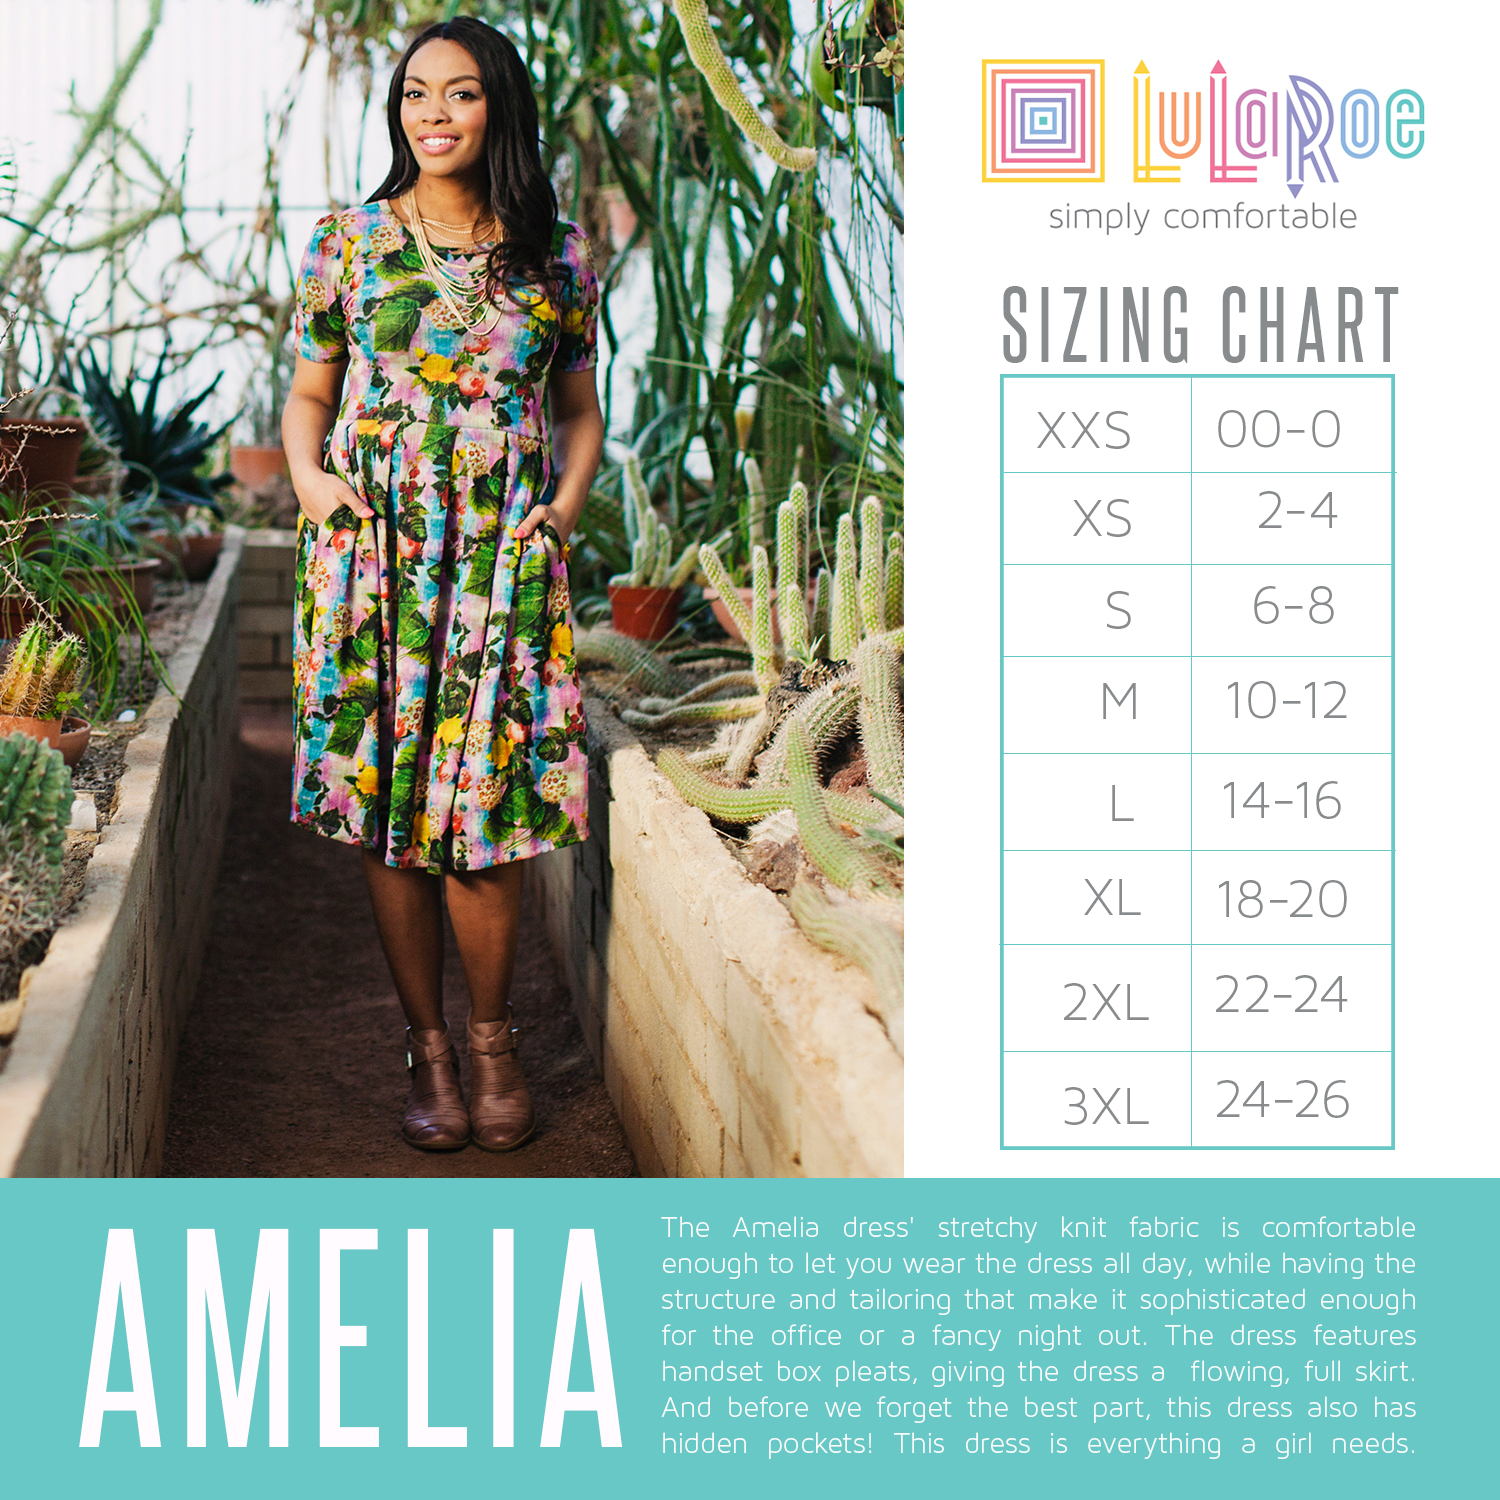 LuLaRoe
simply comfortable
SIZING CHART
XXS 00-0
XS 2-4
S 6-8
M 10-12
L 14-16
XL 18-20
2XL 22-24
3XL 24-26
AMELIA
The Amelia dress' stretchy knit fabric is comfortable
enough to let you wear the dress all day, while having the
structure and tailoring that make it sophisticated enough
for the office or a fancy night out. The dress features
handset box pleats, giving the dress a flowing, full skirt.
And before we forget the best part, this dress also has
hidden pockets! This dress is everything a girl needs.